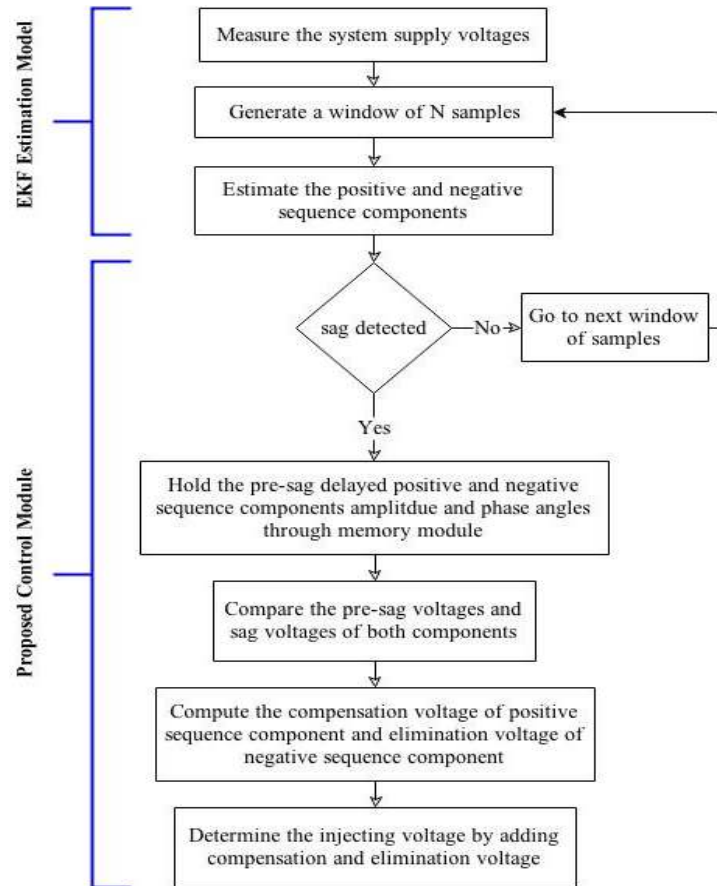 EKF Estimation Model
Measure the system supply voltages
Generate a window of N samples
Estimate the positive and negative
sequence components
Proposed Control Module
sag detected
No
Go to next window
of samples
Yes
Hold the pre-sag delayed positive and negative
sequence components amplitdue and phase angles
through memory module
Compare the pre-sag voltages and
sag voltages of both components
Compute the compensation voltage of positive
sequence component and elimination voltage of
negative sequence component
Determine the injecting voltage by adding
compensation and elimination voltage